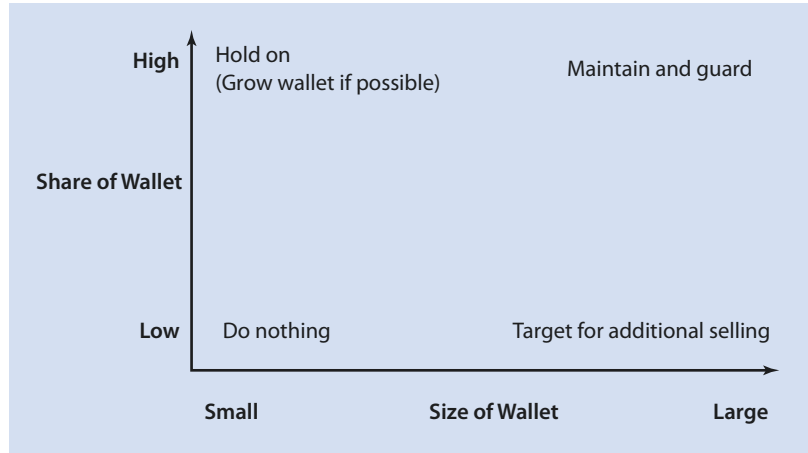 High
Hold on
(Grow wallet if possible)
Maintain and guard
Share of Wallet
Low
Do nothing
Target for additional selling
Small
Size of Wallet
Large